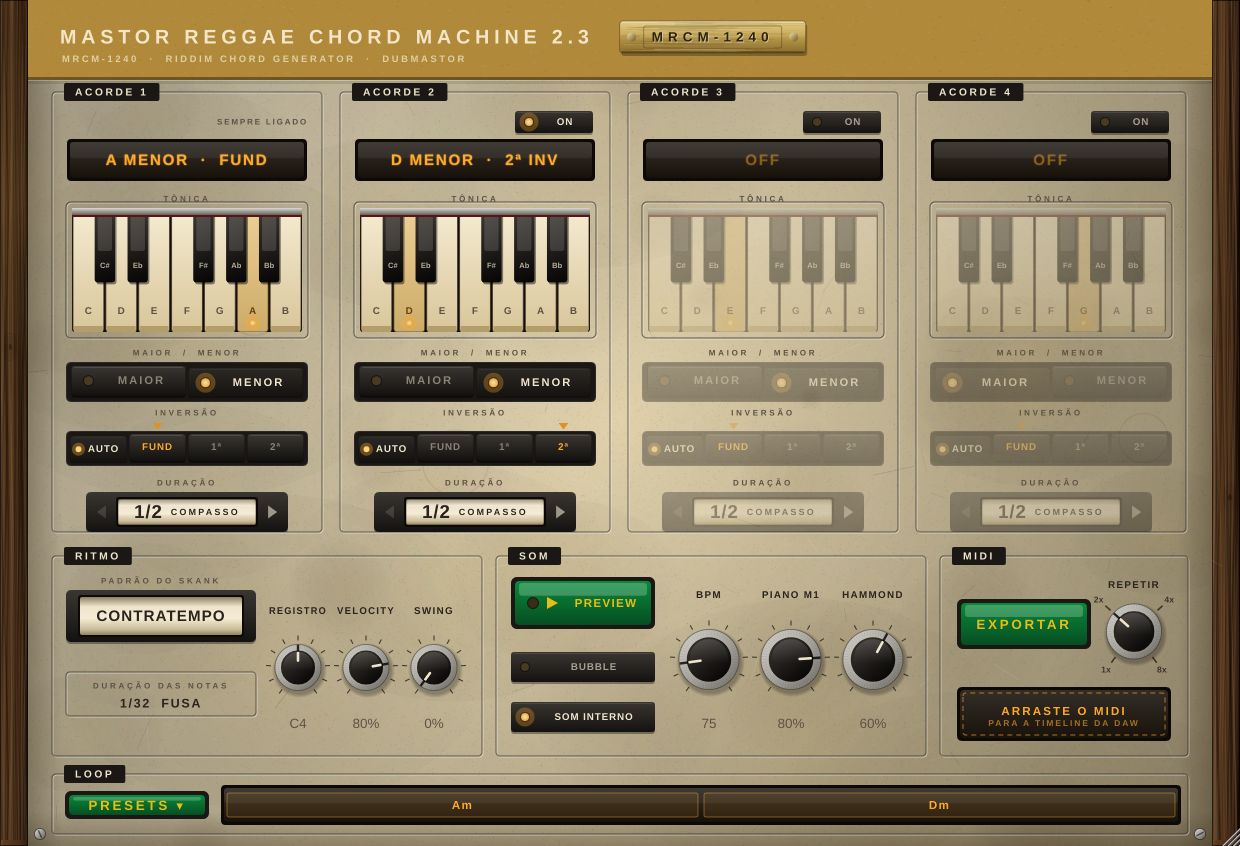 MASTOR REGGAE CHORD MACHINE 2.3
MRCM-1240
MRCM-1240 · RIDDIM CHORD GENERATOR · DUBMASTOR
ACORDE 1
SEMPRE LIGADO
A MENOR · FUND
TÔNICA
C# Eb F# Ab Bb
C D E F G A B
MAIOR / MENOR
MAIOR MENOR
INVERSÃO
AUTO FUND 1ª 2ª
DURAÇÃO
1/2 COMPASSO
ACORDE 2
ON
D MENOR · 2ª INV
TÔNICA
C# Eb F# Ab Bb
C D E F G A B
MAIOR / MENOR
MAIOR MENOR
INVERSÃO
AUTO FUND 1ª 2ª
DURAÇÃO
1/2 COMPASSO
ACORDE 3
ON
OFF
TÔNICA
C# Eb F# Ab Bb
C D E F G A B
MAIOR / MENOR
MAIOR MENOR
INVERSÃO
AUTO FUND 1ª 2ª
DURAÇÃO
1/2 COMPASSO
ACORDE 4
ON
OFF
TÔNICA
C# Eb F# Ab Bb
C D E F G A B
MAIOR / MENOR
MAIOR MENOR
INVERSÃO
AUTO FUND 1ª 2ª
DURAÇÃO
1/2 COMPASSO
RITMO
PADRÃO DO SKANK
CONTRATEMPO
DURAÇÃO DAS NOTAS
1/32 FUSA
REGISTRO VELOCITY SWING
C4 80% 0%
SOM
PREVIEW
BUBBLE
SOM INTERNO
BPM PIANO M1 HAMMOND
75 80% 60%
MIDI
EXPORTAR
REPETIR
2x 4x
1x 8x
ARRASTE O MIDI
PARA A TIMELINE DA DAW
LOOP
PRESETS ▾
Am Dm